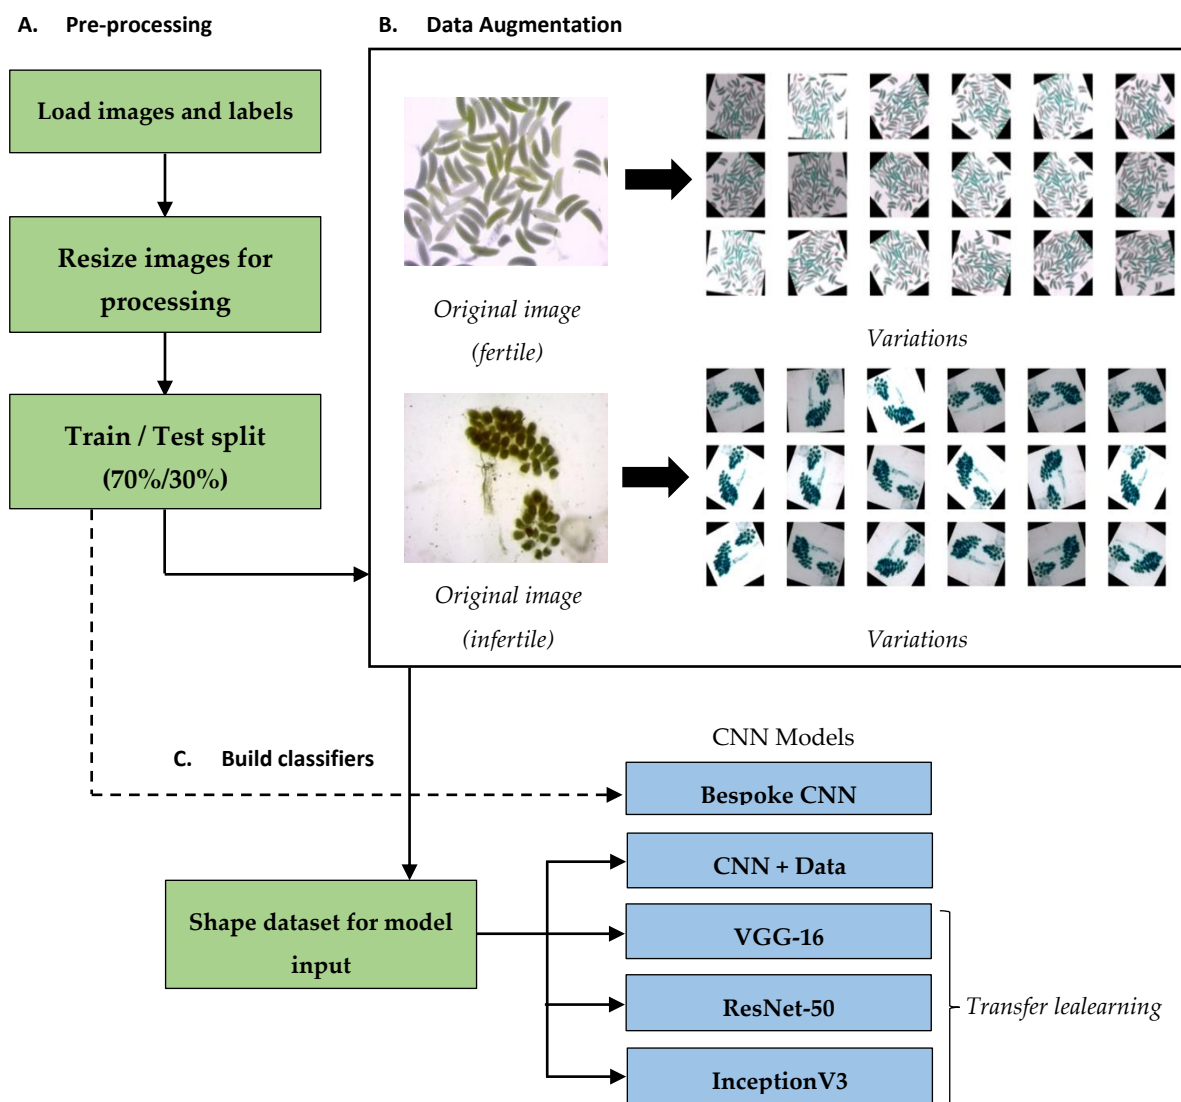 A. Pre-processing
Load images and labels
Resize images for
processing
Train / Test split
(70%/30%)
B. Data Augmentation
Original image
(fertile)
Variations
Original image
(infertile)
Variations
C. Build classifiers
Shape dataset for model
input
CNN Models
Bespoke CNN
CNN + Data
VGG-16
ResNet-50
InceptionV3
Transfer lealearning